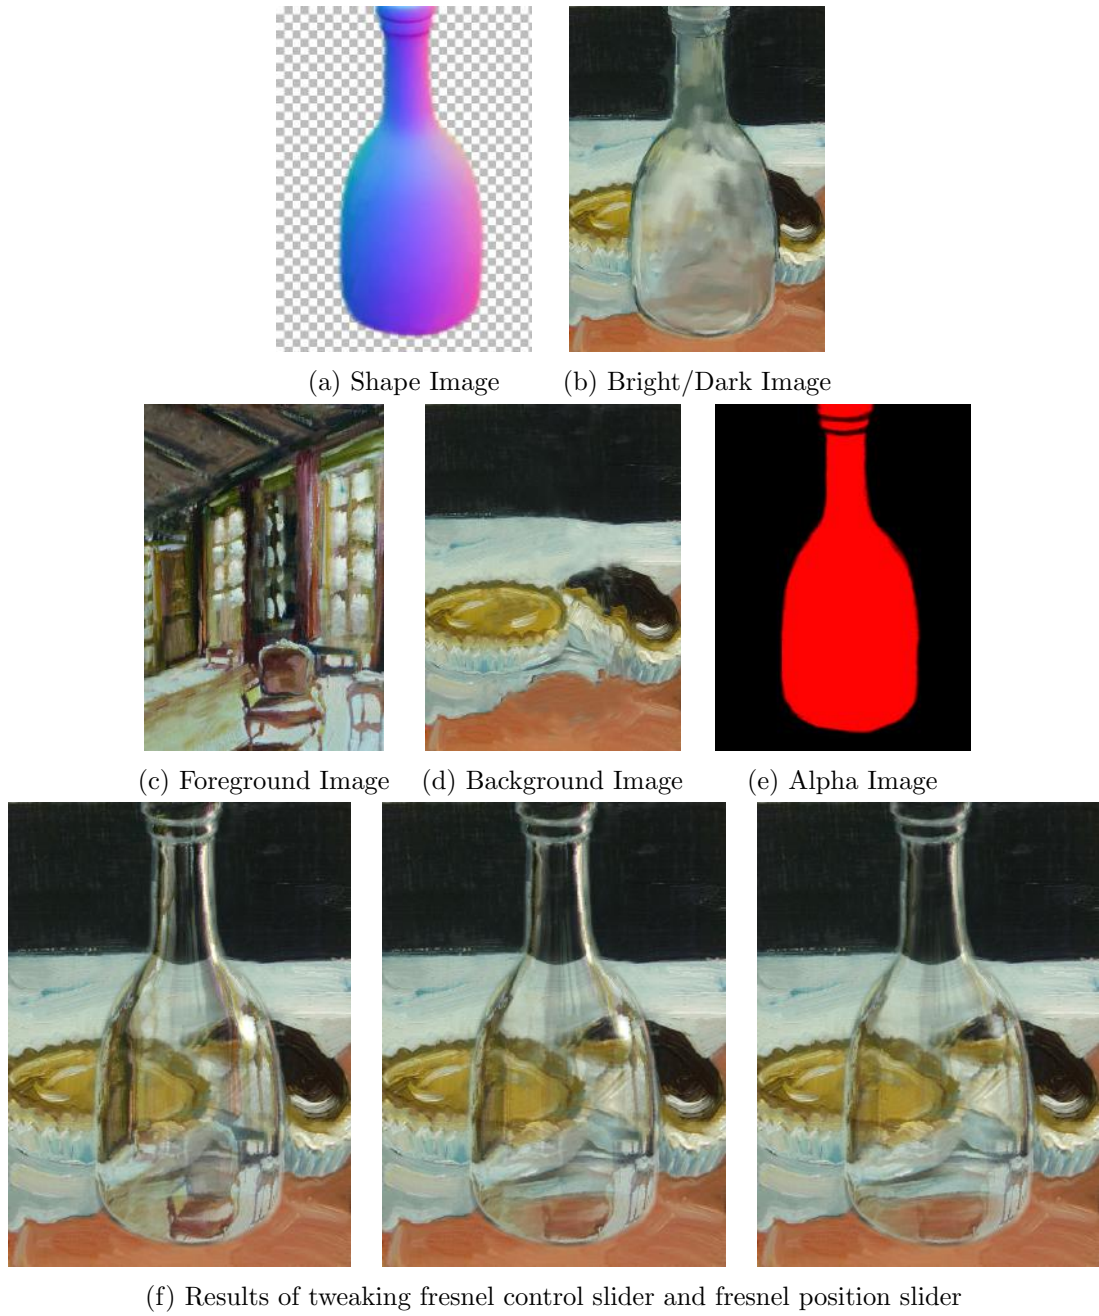 (a) Shape Image
(b) Bright/Dark Image
(c) Foreground Image
(d) Background Image
(e) Alpha Image
(f) Results of tweaking fresnel control slider and fresnel position slider